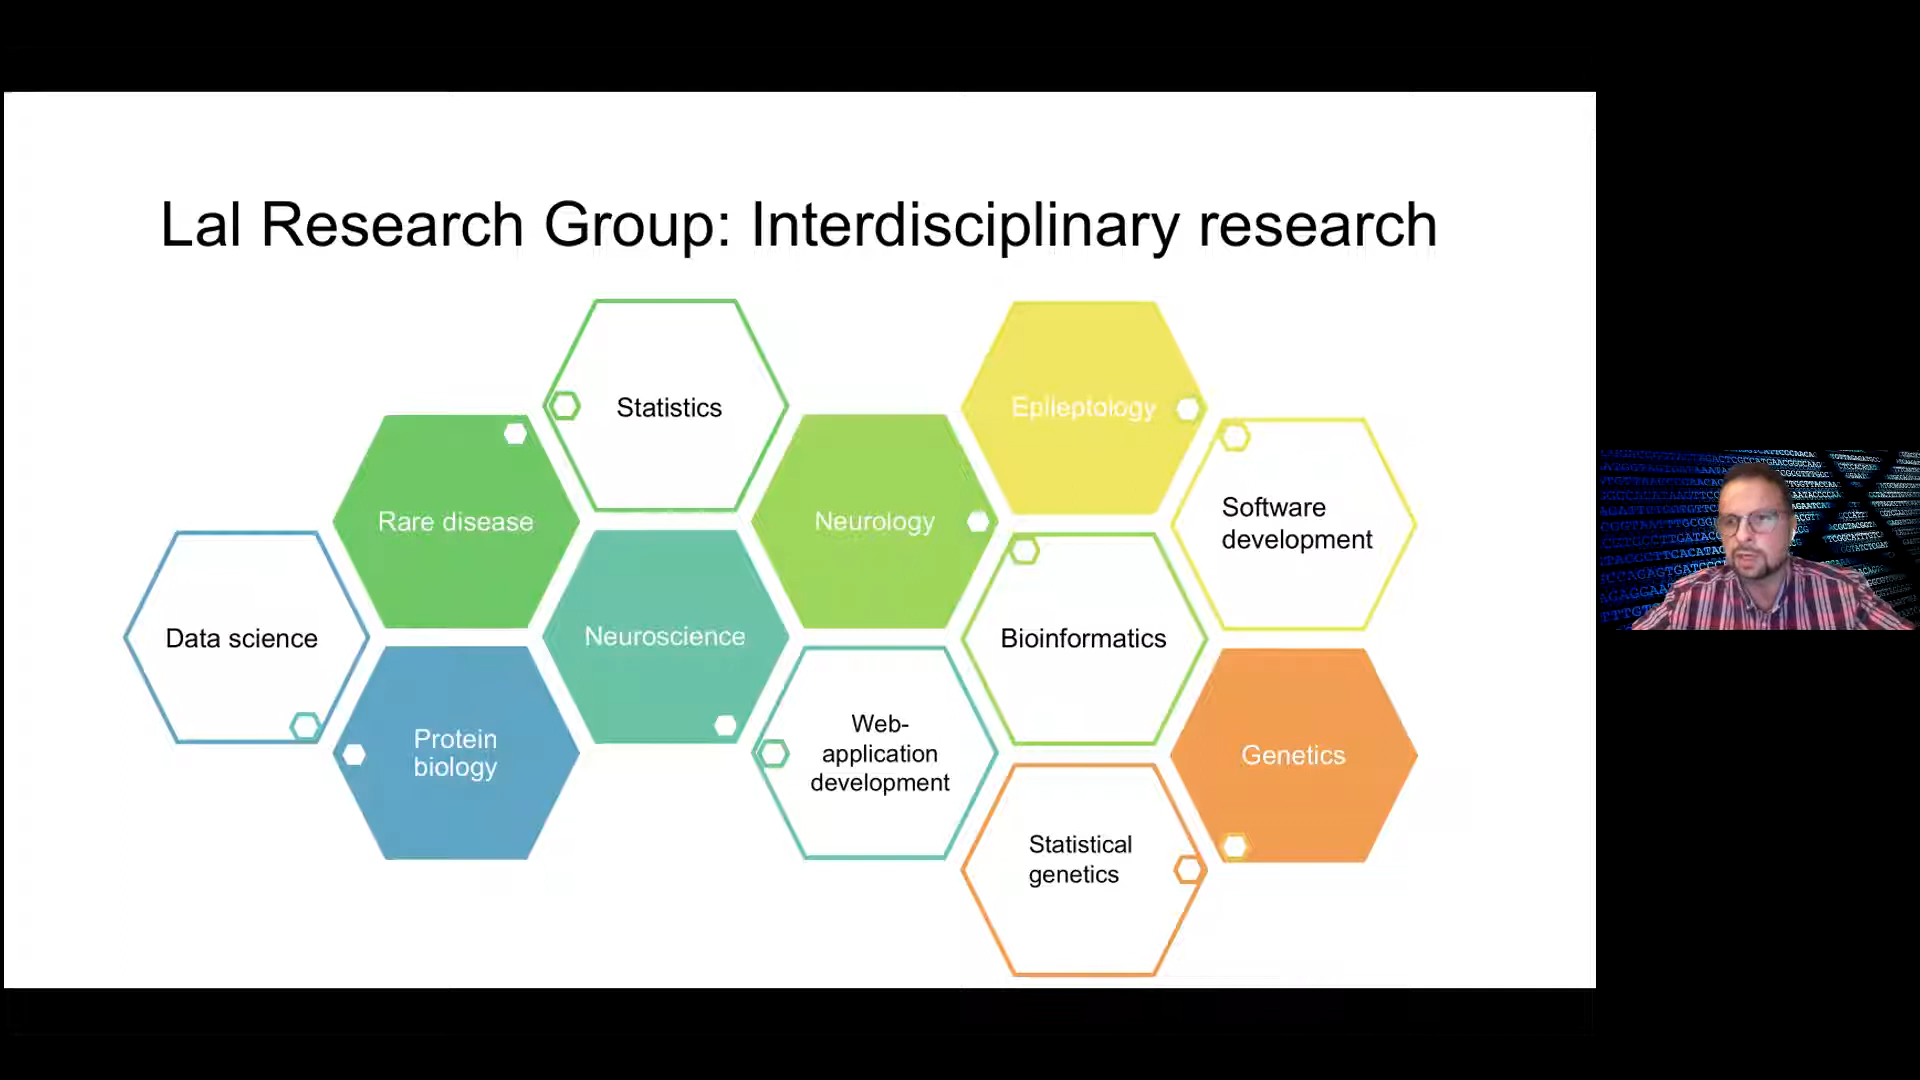 Lal Research Group: Interdisciplinary research
Statistics
Epileptology
Rare disease
Neurology
Software
development
Data science
Neuroscience
Bioinformatics
Protein
biology
Web-
application
development
Genetics
Statistical
genetics